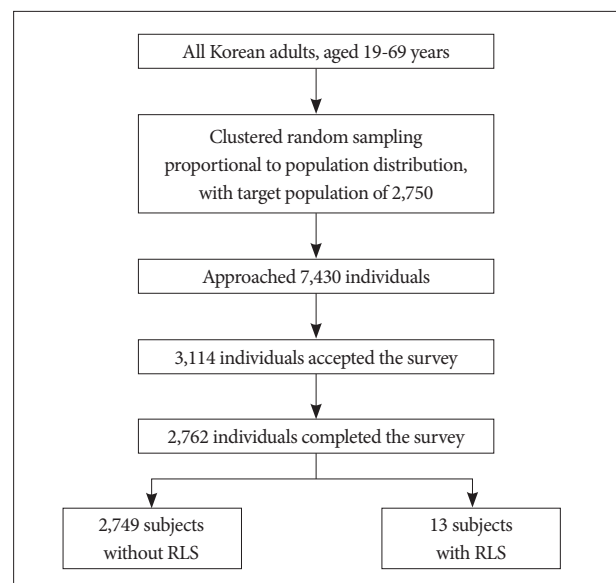 All Korean adults, aged 19-69 years
Clustered random sampling
proportional to population distribution,
with target population of 2,750
Approached 7,430 individuals
3,114 individuals accepted the survey
2,762 individuals completed the survey
2,749 subjects
without RLS
13 subjects
with RLS